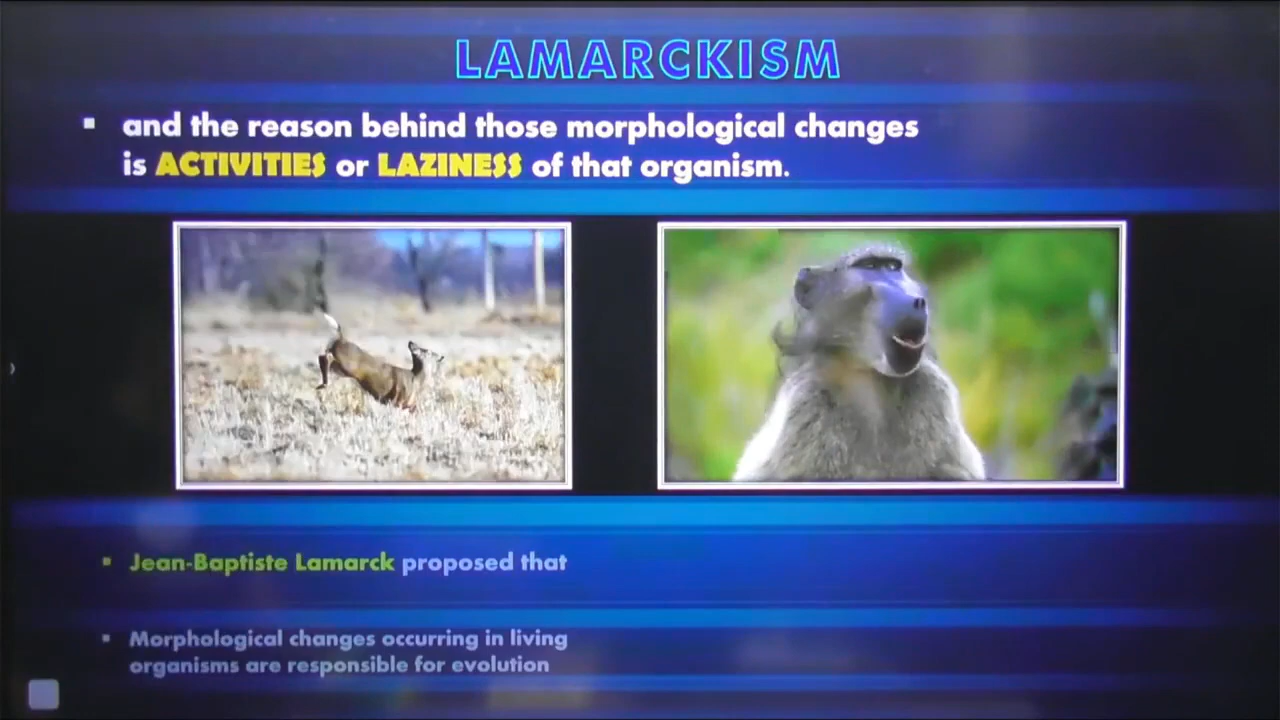 LAMARCKISM
▪ and the reason behind those morphological changes
is ACTIVITIES or LAZINESS of that organism.
▪ Jean-Baptiste Lamarck proposed that
▪ Morphological changes occurring in living
organisms are responsible for evolution